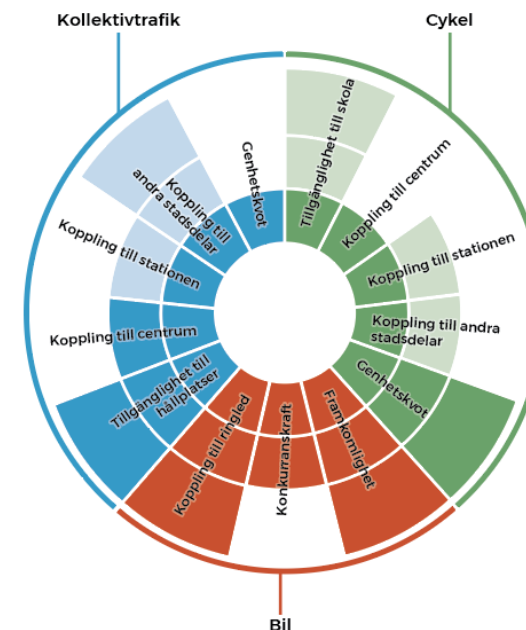 Kollektivtrafik
Cykel
Genhetskvot
Koppling till
andra stadsdelar
Koppling till stationen
Koppling till centrum
Tillgänglighet till
hållplatser
Tillgänglighet till skola
Koppling till centrum
Koppling till stationen
Koppling till andra
stadsdelar
Genhetskvot
Framkomlighet
Konkurranskraft
Koppling till ringled
Bil